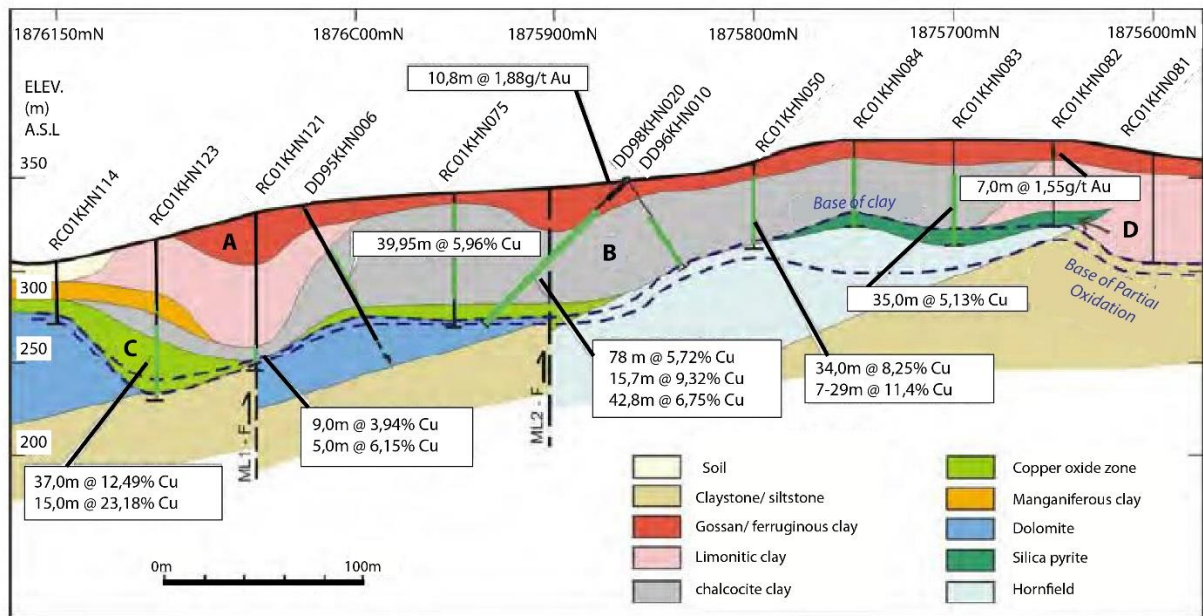 1876150mN
1876C00mN
1875900mN
1875800mN
1875700mN
1875600mN
10,8m @ 1,88g/t Au
ELEV.
(m)
A.S.L
350
300
250
200
RC01KHN114
RC01KHN123
RC01KHN121
DD95KHN006
RC01KHN075
DD98KHN020
DD96KHN010
RC01KHN050
RC01KHN084
RC01KHN083
RC01KHN082
RC01KHN081
7,0m @ 1,55g/t Au
Base of clay
A
39,95m @ 5,96% Cu
B
D
Base of Partial
Oxidation
35,0m @ 5,13% Cu
C
78 m @ 5,72% Cu
15,7m @ 9,32% Cu
42,8m @ 6,75% Cu
34,0m @ 8,25% Cu
7-29m @ 11,4% Cu
9,0m @ 3,94% Cu
5,0m @ 6,15% Cu
ML1 - F
ML2 - F
37,0m @ 12,49% Cu
15,0m @ 23,18% Cu
Soil
Claystone/ siltstone
Gossan/ ferruginous clay
Limonitic clay
chalcocite clay
Copper oxide zone
Manganiferous clay
Dolomite
Silica pyrite
Hornfield
0m
100m